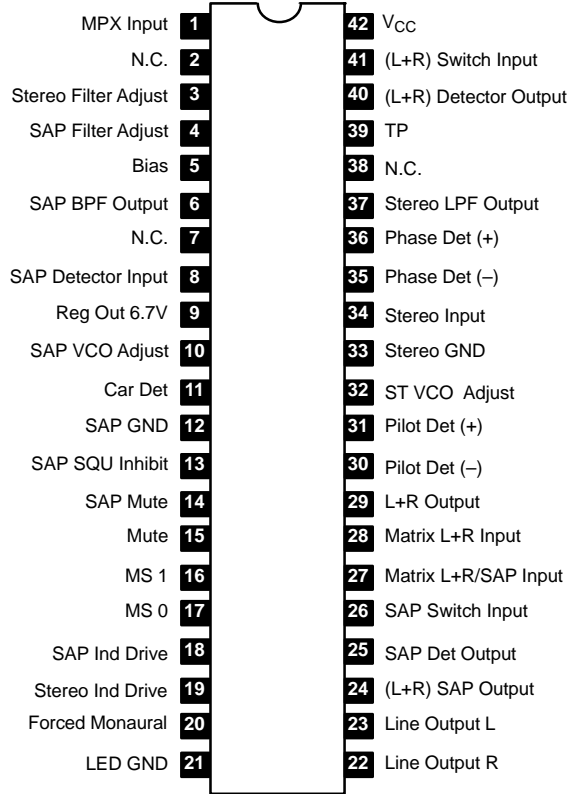 MPX Input 1 42 VCC
N.C. 2 41 (L+R) Switch Input
Stereo Filter Adjust 3 40 (L+R) Detector Output
SAP Filter Adjust 4 39 TP
Bias 5 38 N.C.
SAP BPF Output 6 37 Stereo LPF Output
N.C. 7 36 Phase Det (+)
SAP Detector Input 8 35 Phase Det (–)
Reg Out 6.7V 9 34 Stereo Input
SAP VCO Adjust 10 33 Stereo GND
Car Det 11 32 ST VCO Adjust
SAP GND 12 31 Pilot Det (+)
SAP SQU Inhibit 13 30 Pilot Det (–)
SAP Mute 14 29 L+R Output
Mute 15 28 Matrix L+R Input
MS 1 16 27 Matrix L+R/SAP Input
MS 0 17 26 SAP Switch Input
SAP Ind Drive 18 25 SAP Det Output
Stereo Ind Drive 19 24 (L+R) SAP Output
Forced Monaural 20 23 Line Output L
LED GND 21 22 Line Output R